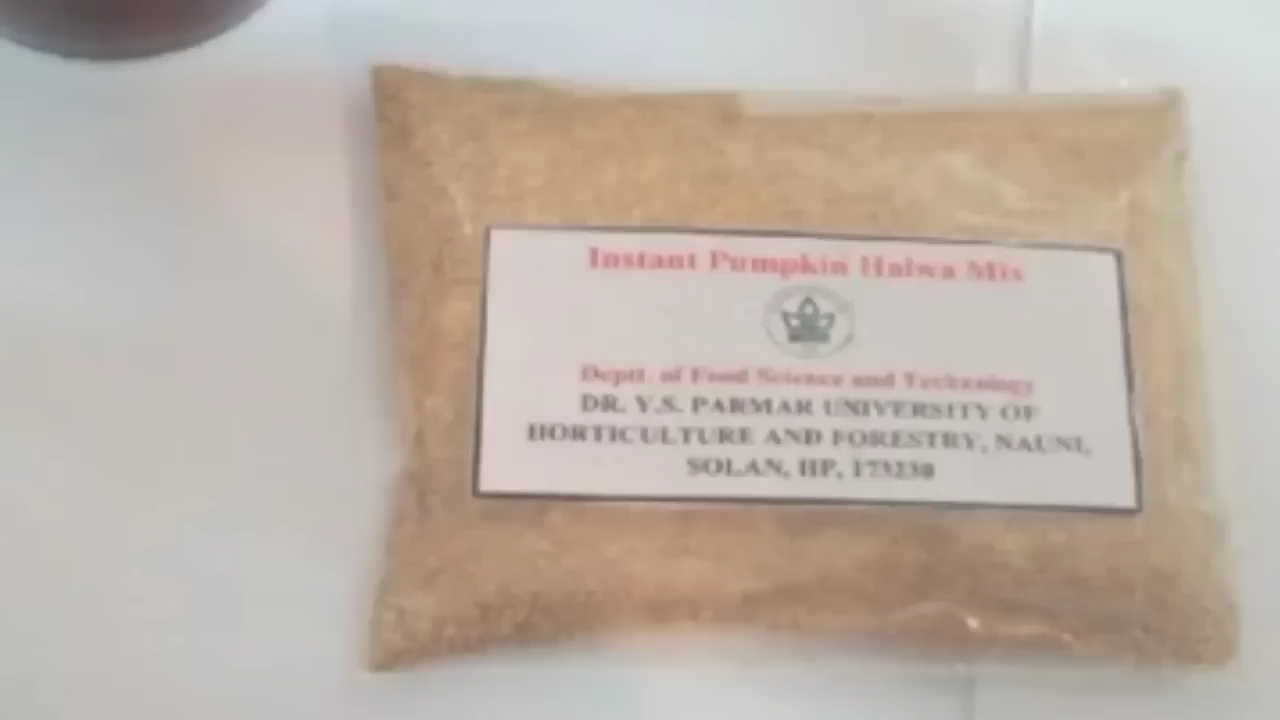 Instant Pumpkin Halwa Mix
Deptt. of Food Science and Technology
DR. Y.S. PARMAR UNIVERSITY OF
HORTICULTURE AND FORESTRY, NAUNI,
SOLAN, HP, 173230